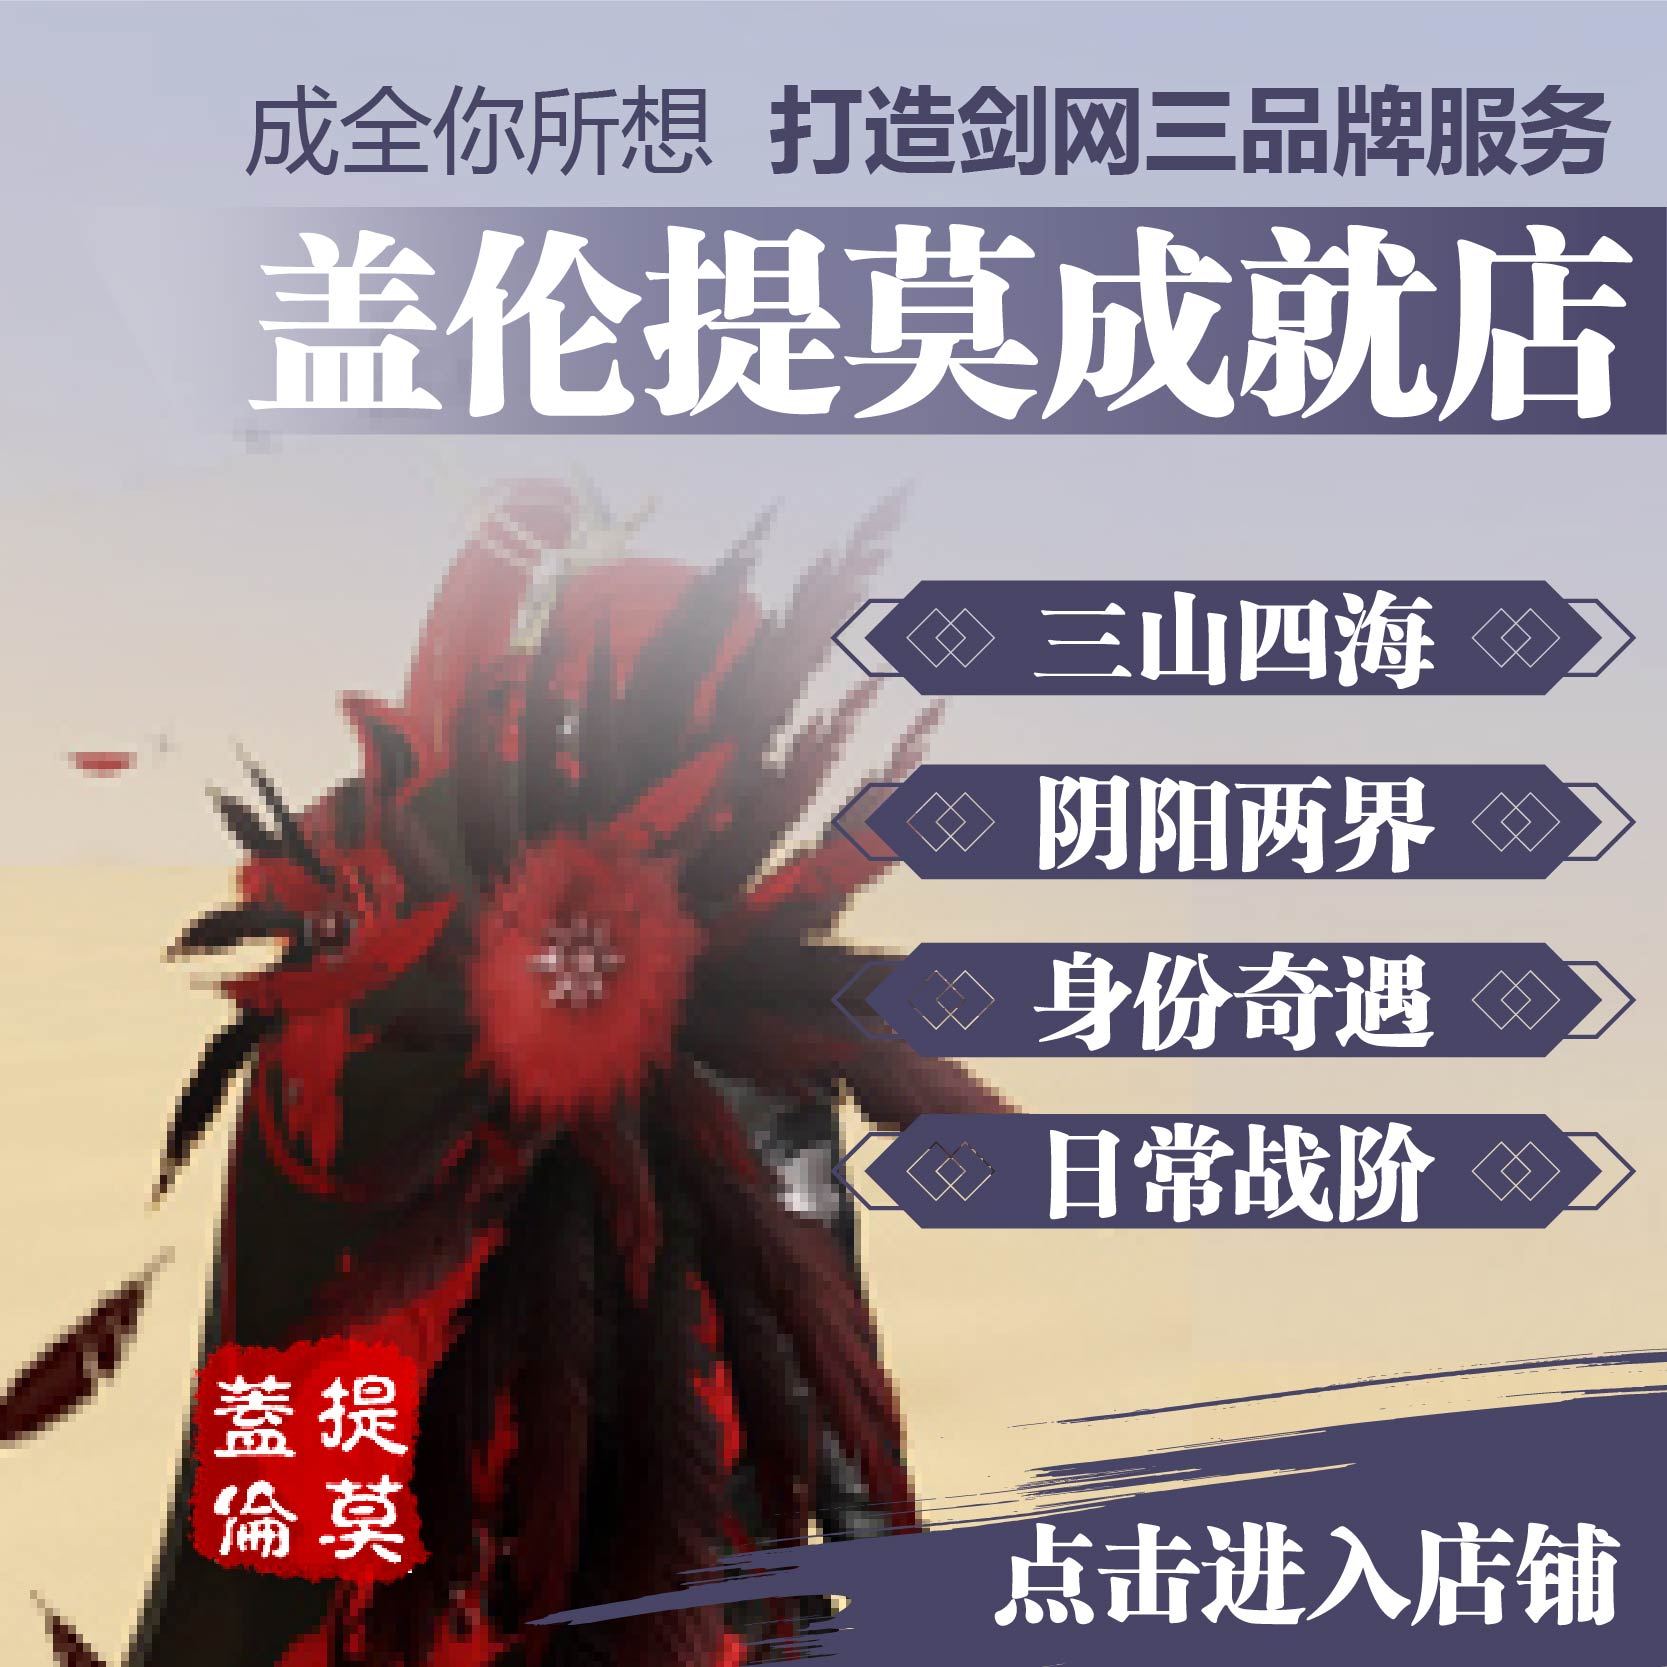 成全你所想 打造剑网三品牌服务
盖伦提莫成就店
三山四海
阴阳两界
身份奇遇
日常战阶
蓋提
倫莫
点击进入店铺